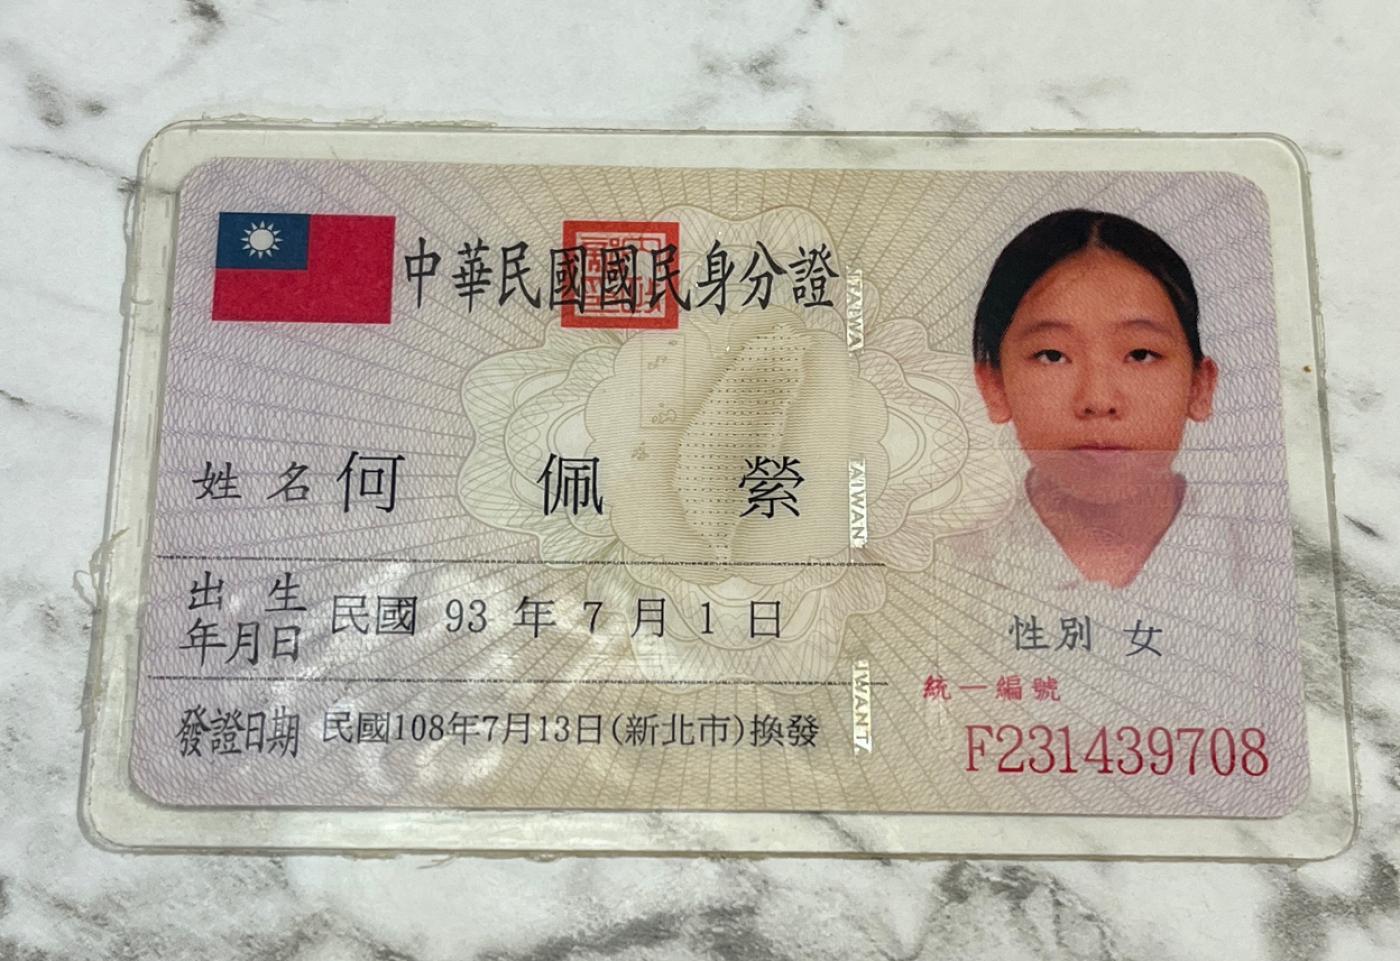 中華民國國民身分證
TAIWAN
姓名 何 佩 縈
TAIWAN
出生
年月日 民國 93 年 7 月 1 日
性別 女
發證日期 民國108年7月13日(新北市)換發
統一編號
F231439708